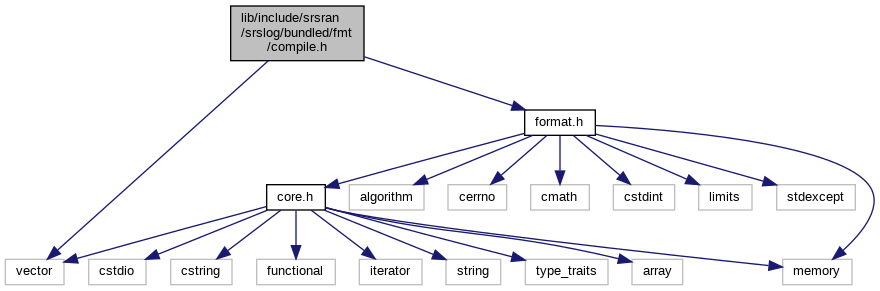 lib/include/srsran
/srslog/bundled/fmt
/compile.h
format.h
core.h
algorithm
cerrno
cmath
cstdint
limits
stdexcept
vector
cstdio
cstring
functional
iterator
string
type_traits
array
memory